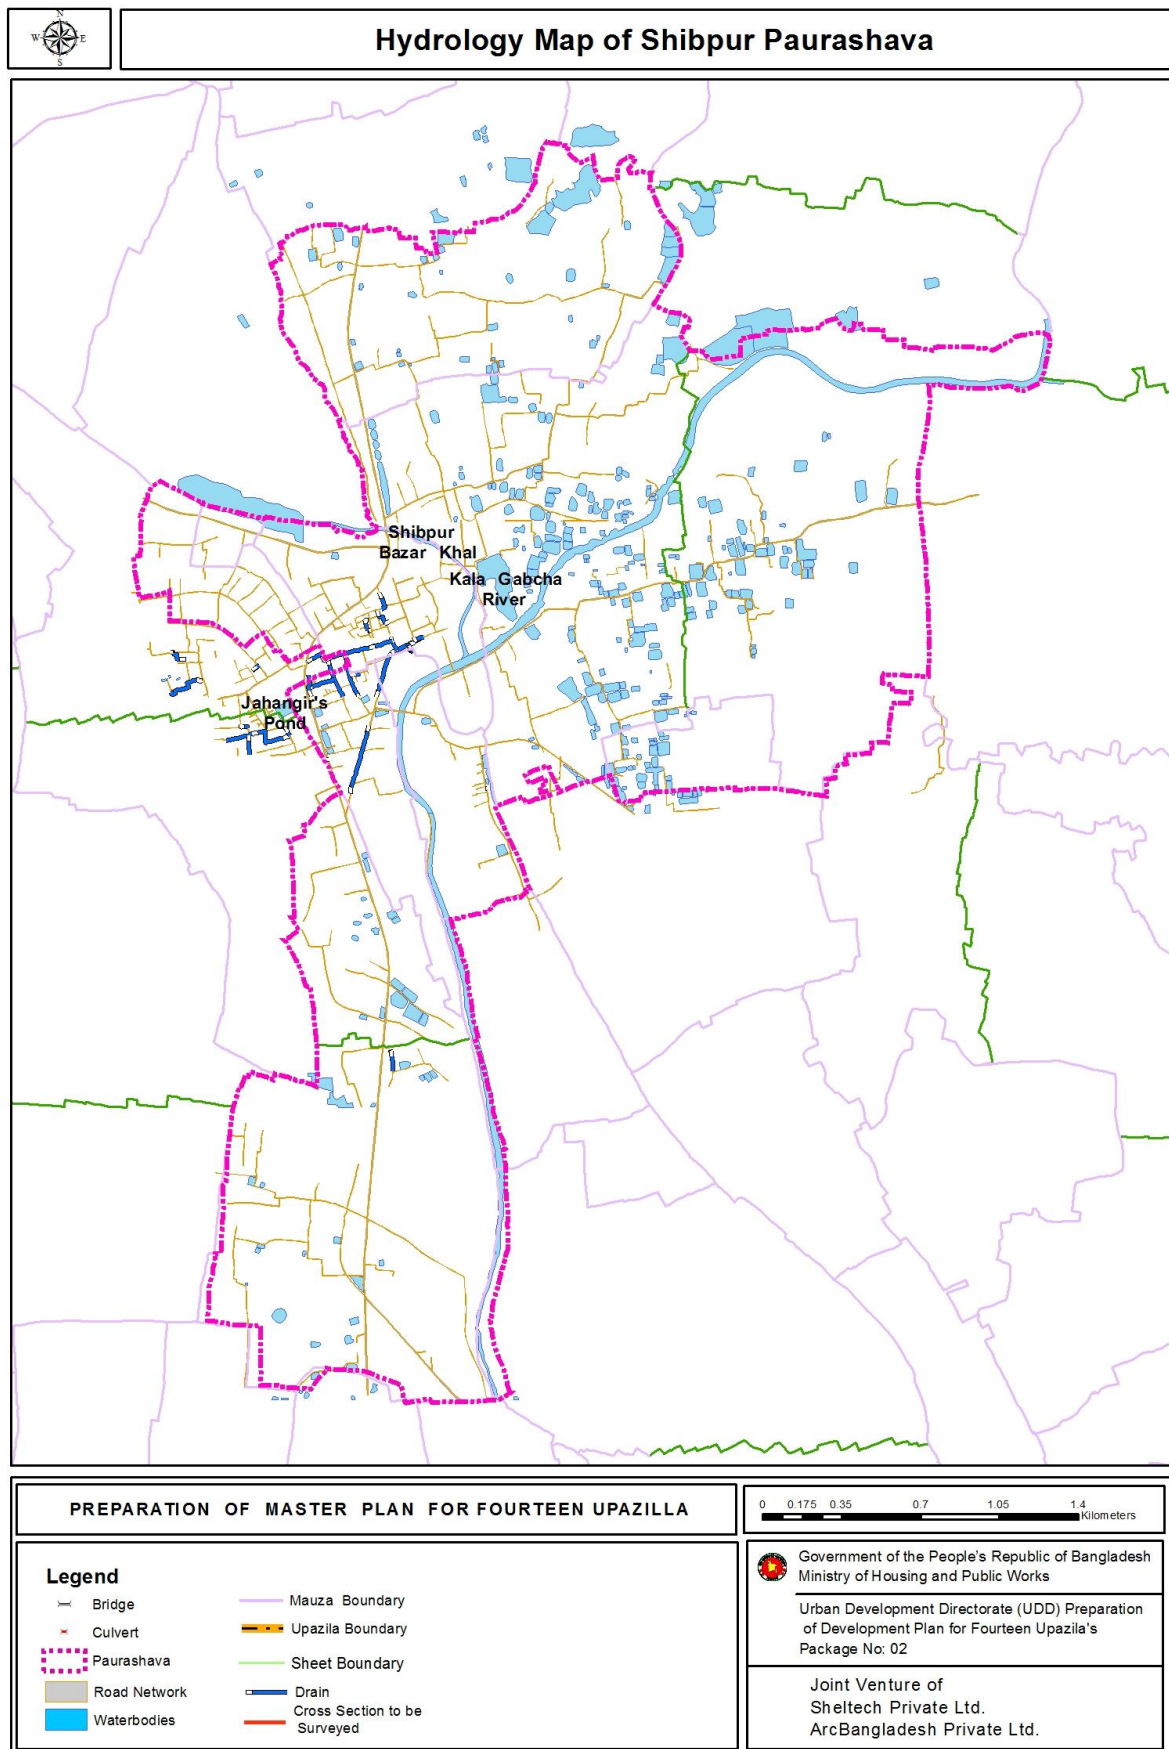 N
W E
S
Hydrology Map of Shibpur Paurashava
Shibpur
Bazar Khal
Kala Gabcha
River
Jahangir's
Pond
PREPARATION OF MASTER PLAN FOR FOURTEEN UPAZILLA
0 0.175 0.35 0.7 1.05 1.4
Kilometers
Legend
Bridge
Culvert
Paurashava
Road Network
Waterbodies
Mauza Boundary
Upazila Boundary
Sheet Boundary
Drain
Cross Section to be
Surveyed
Government of the People's Republic of Bangladesh
Ministry of Housing and Public Works
Urban Development Directorate (UDD) Preparation
of Development Plan for Fourteen Upazila's
Package No: 02
Joint Venture of
Sheltech Private Ltd.
ArcBangladesh Private Ltd.